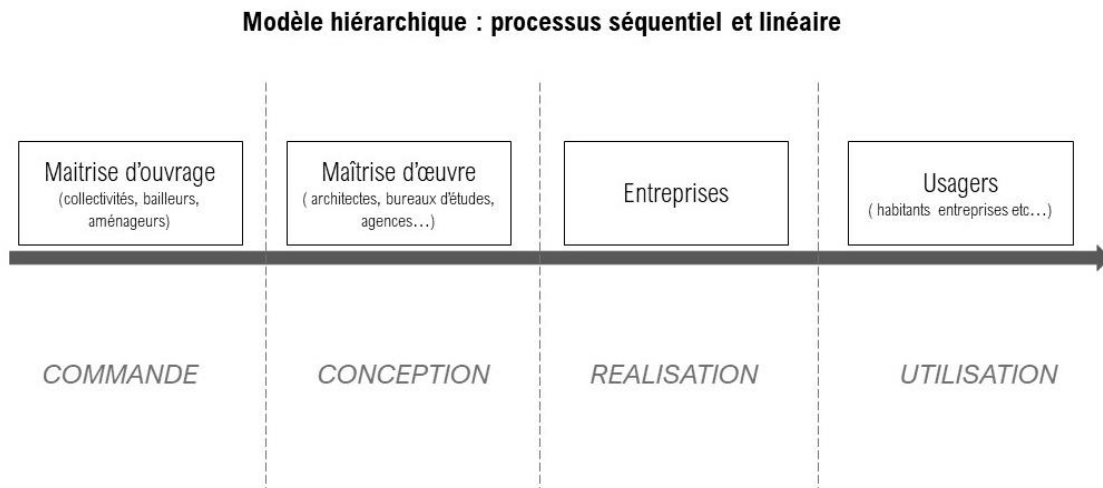 Modèle hiérarchique : processus séquentiel et linéaire
Maitrise d'ouvrage
(collectivités, bailleurs,
aménageurs)
Maîtrise d'œuvre
( architectes, bureaux d'études,
agences...)
Entreprises
Usagers
( habitants entreprises etc...)
COMMANDE
CONCEPTION
REALISATION
UTILISATION